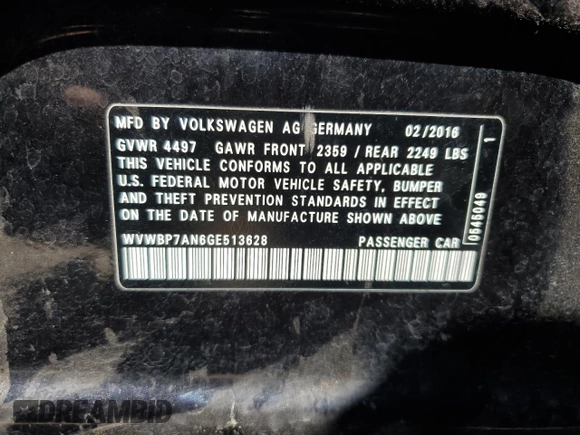 MFD BY VOLKSWAGEN AG GERMANY 02/2016
GVWR 4497 GAWR FRONT 2359 / REAR 2249 LBS
THIS VEHICLE CONFORMS TO ALL APPLICABLE
U.S. FEDERAL MOTOR VEHICLE SAFETY, BUMPER
AND THEFT PREVENTION STANDARDS IN EFFECT
ON THE DATE OF MANUFACTURE SHOWN ABOVE
WVWBP7AN6GE513628 PASSENGER CAR
0546049 1
DREAMBID